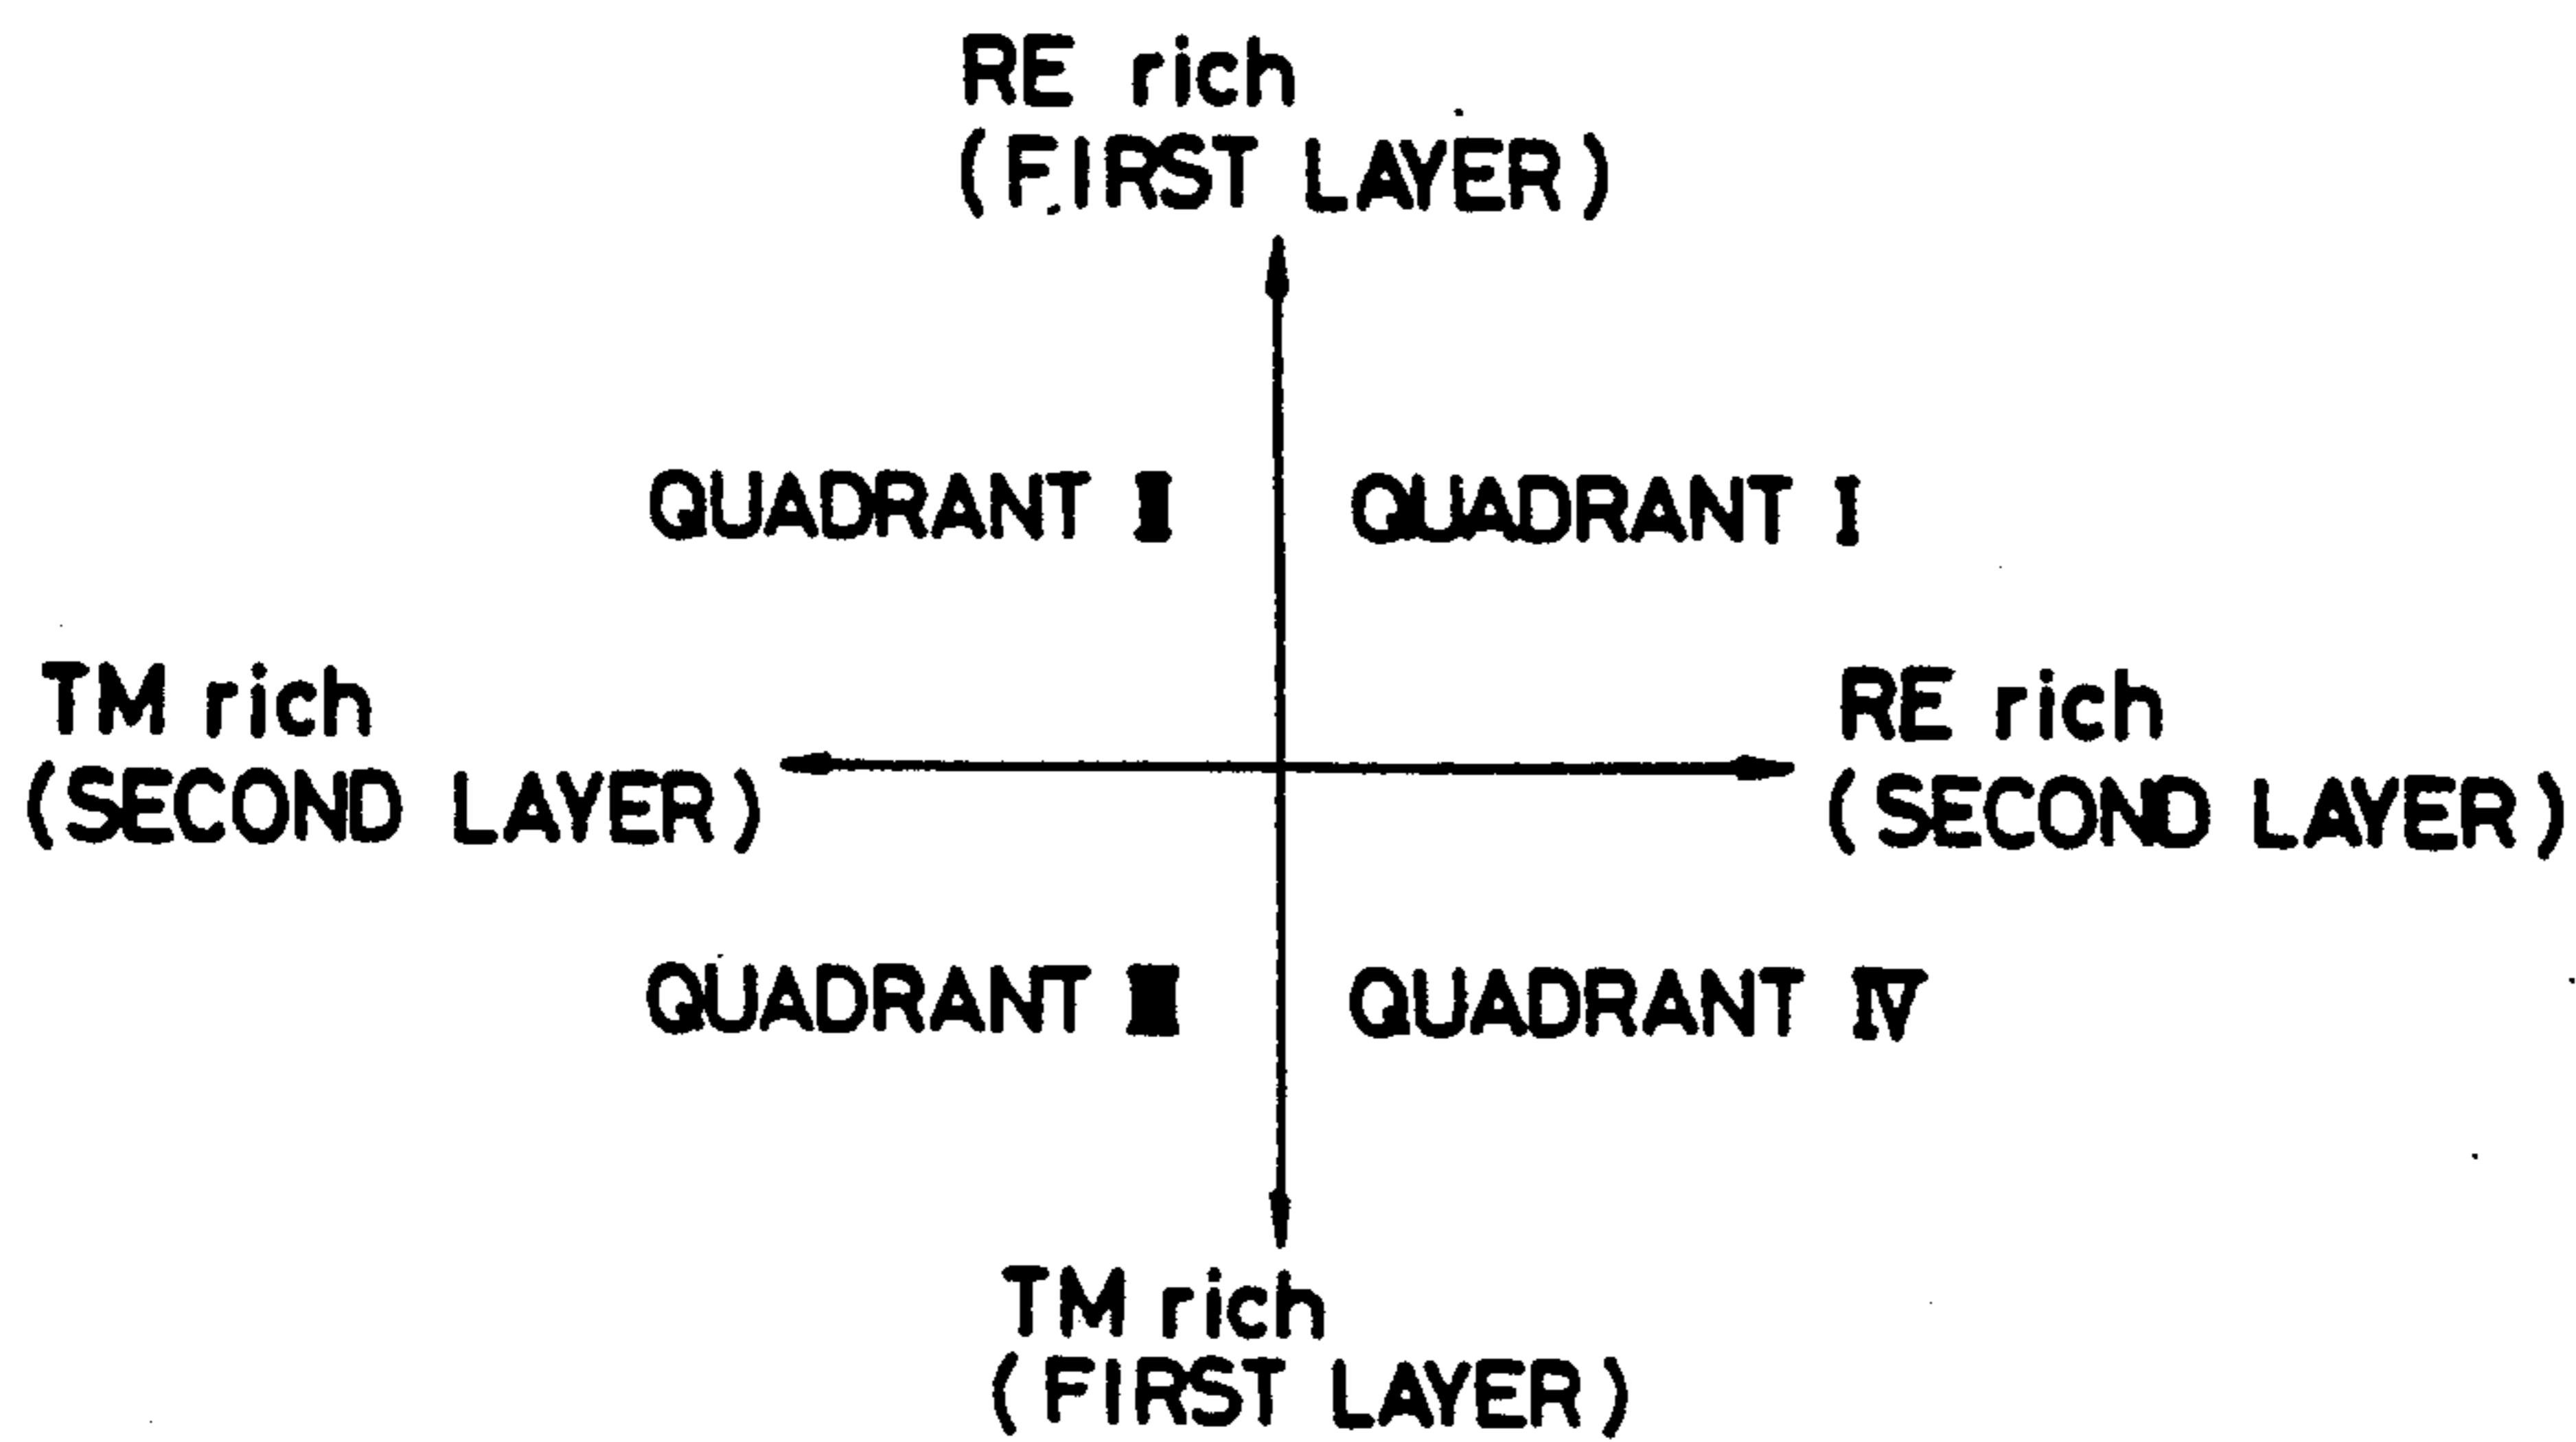 RE rich
(FIRST LAYER)
QUADRANT II
QUADRANT I
TM rich
(SECOND LAYER)
RE rich
(SECOND LAYER)
QUADRANT III
QUADRANT IV
TM rich
(FIRST LAYER)